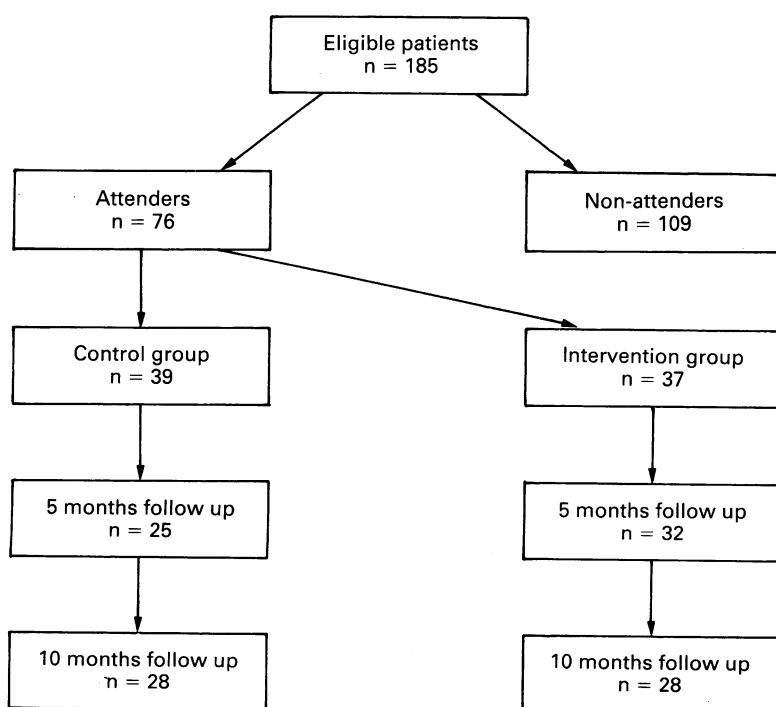 Eligible patients
n = 185
Attenders
n = 76
Non-attenders
n = 109
Control group
n = 39
Intervention group
n = 37
5 months follow up
n = 25
5 months follow up
n = 32
10 months follow up
n = 28
10 months follow up
n = 28